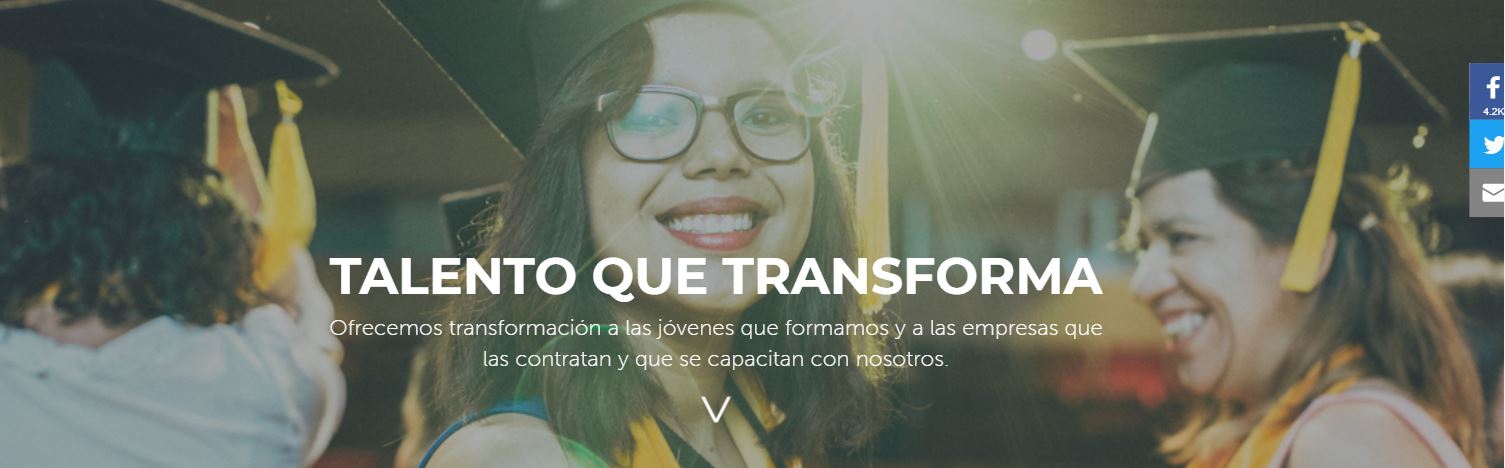 4.2K
TALENTO QUE TRANSFORMA
Ofrecemos transformación a las jóvenes que formamos y a las empresas que
las contratan y que se capacitan con nosotros.